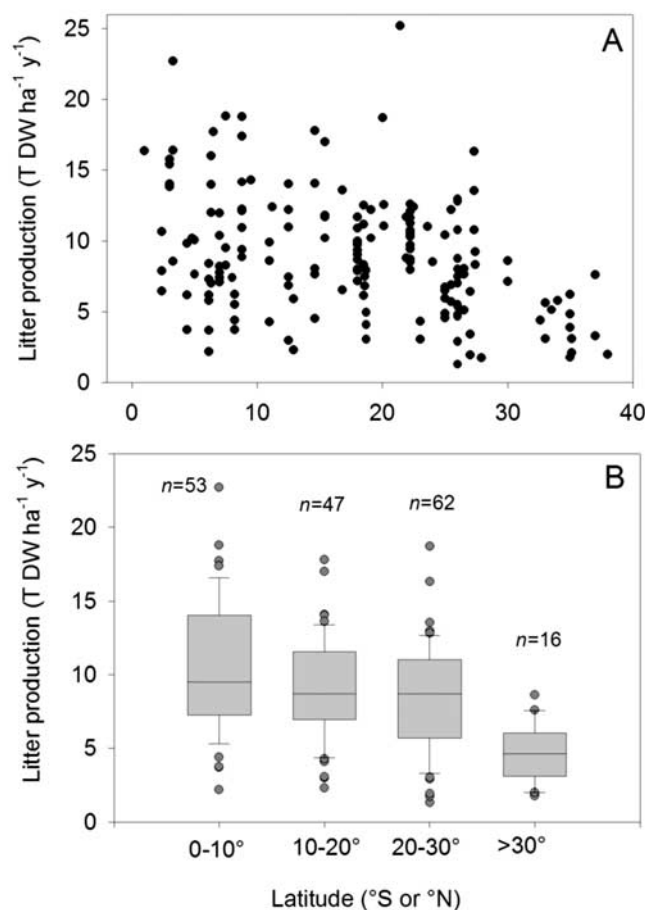 A
Litter production (T DW ha⁻¹ y⁻¹)
25
20
15
10
5
0
0 10 20 30 40
B
Litter production (T DW ha⁻¹ y⁻¹)
25
20
15
10
5
0
n=53
n=47
n=62
n=16
0-10° 10-20° 20-30° >30°
Latitude (°S or °N)